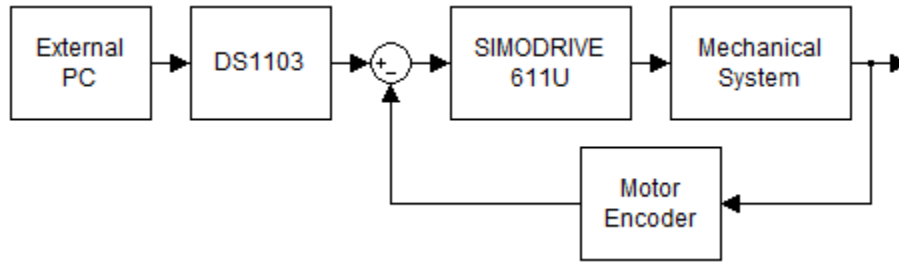 External
PC
DS1103
+
−
SIMODRIVE
611U
Mechanical
System
Motor
Encoder